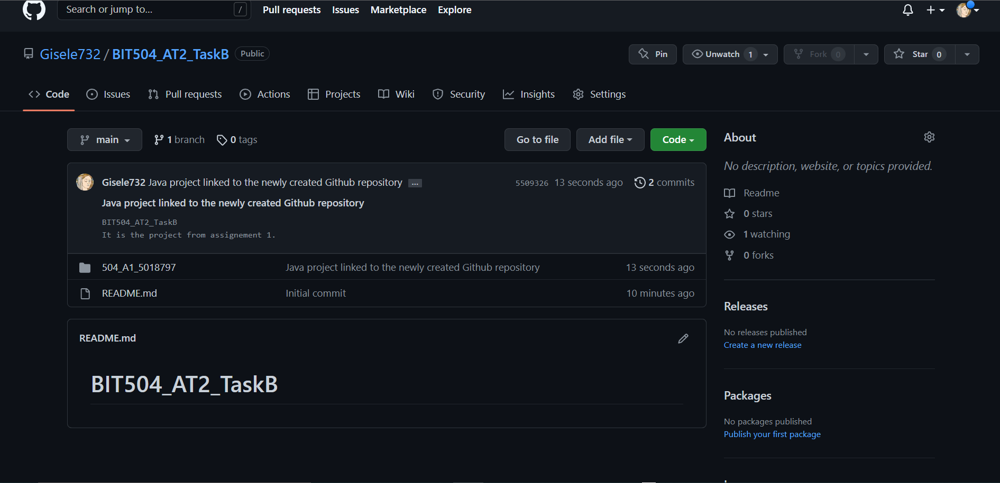 Search or jump to... /
Pull requests Issues Marketplace Explore
Gisele732 / BIT504_AT2_TaskB Public
Pin Unwatch 1 Fork 0 Star 0
Code Issues Pull requests Actions Projects Wiki Security Insights Settings
main 1 branch 0 tags Go to file Add file Code
Gisele732 Java project linked to the newly created Github repository ... 5509326 13 seconds ago 2 commits
Java project linked to the newly created Github repository
BIT504_AT2_TaskB
It is the project from assignement 1.
504_A1_5018797 Java project linked to the newly created Github repository 13 seconds ago
README.md Initial commit 10 minutes ago
README.md
BIT504_AT2_TaskB
About
No description, website, or topics provided.
Readme
0 stars
1 watching
0 forks
Releases
No releases published
Create a new release
Packages
No packages published
Publish your first package